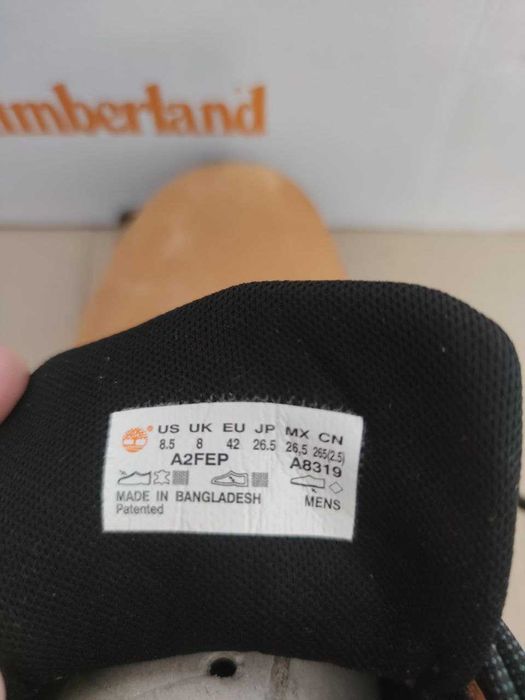 imberland
US UK EU JP MX CN
8.5 8 42 26.5 26,5 265(2.5)
A2FEP A8319
MADE IN BANGLADESH MENS
Patented